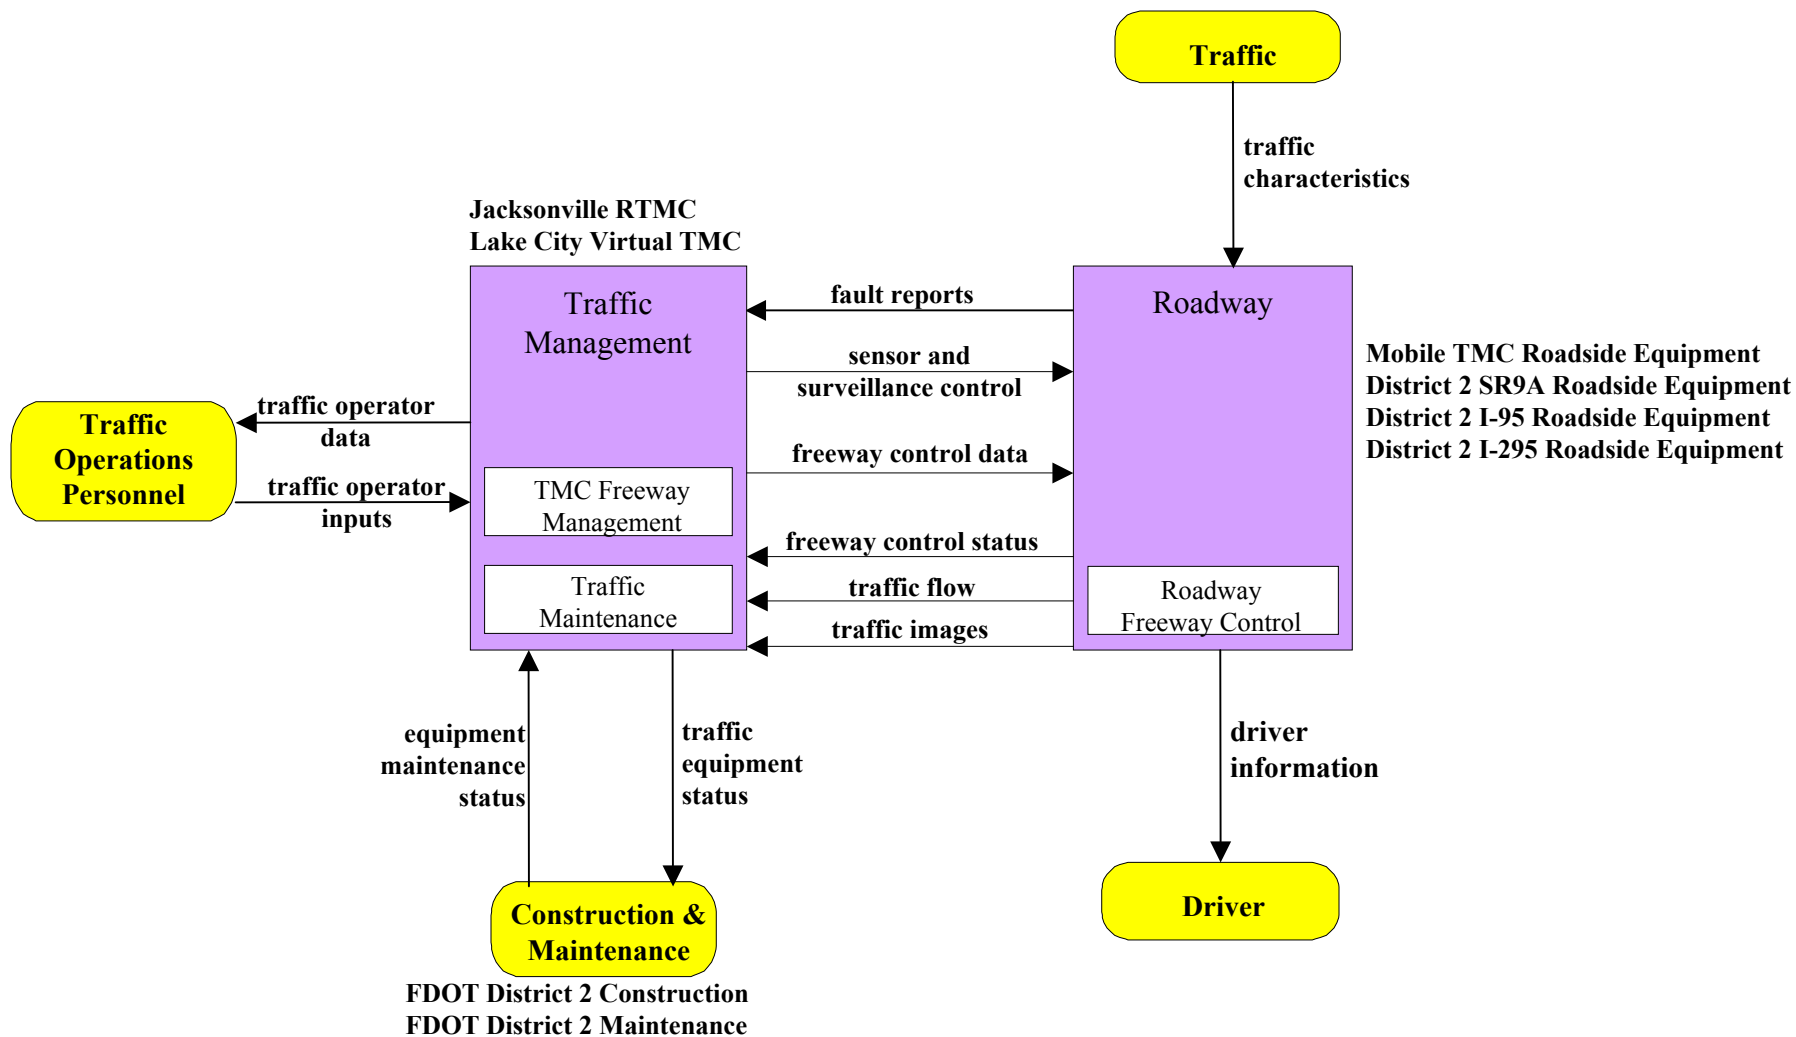 Traffic
traffic
characteristics
Jacksonville RTMC
Lake City Virtual TMC
Traffic
Management
fault reports
Roadway
sensor and
surveillance control
Mobile TMC Roadside Equipment
District 2 SR9A Roadside Equipment
District 2 I-95 Roadside Equipment
District 2 I-295 Roadside Equipment
traffic operator
data
Traffic
Operations
Personnel
traffic operator
inputs
freeway control data
TMC Freeway
Management
freeway control status
Traffic
Maintenance
traffic flow
traffic images
Roadway
Freeway Control
equipment
maintenance
status
traffic
equipment
status
driver
information
Construction &
Maintenance
Driver
FDOT District 2 Construction
FDOT District 2 Maintenance